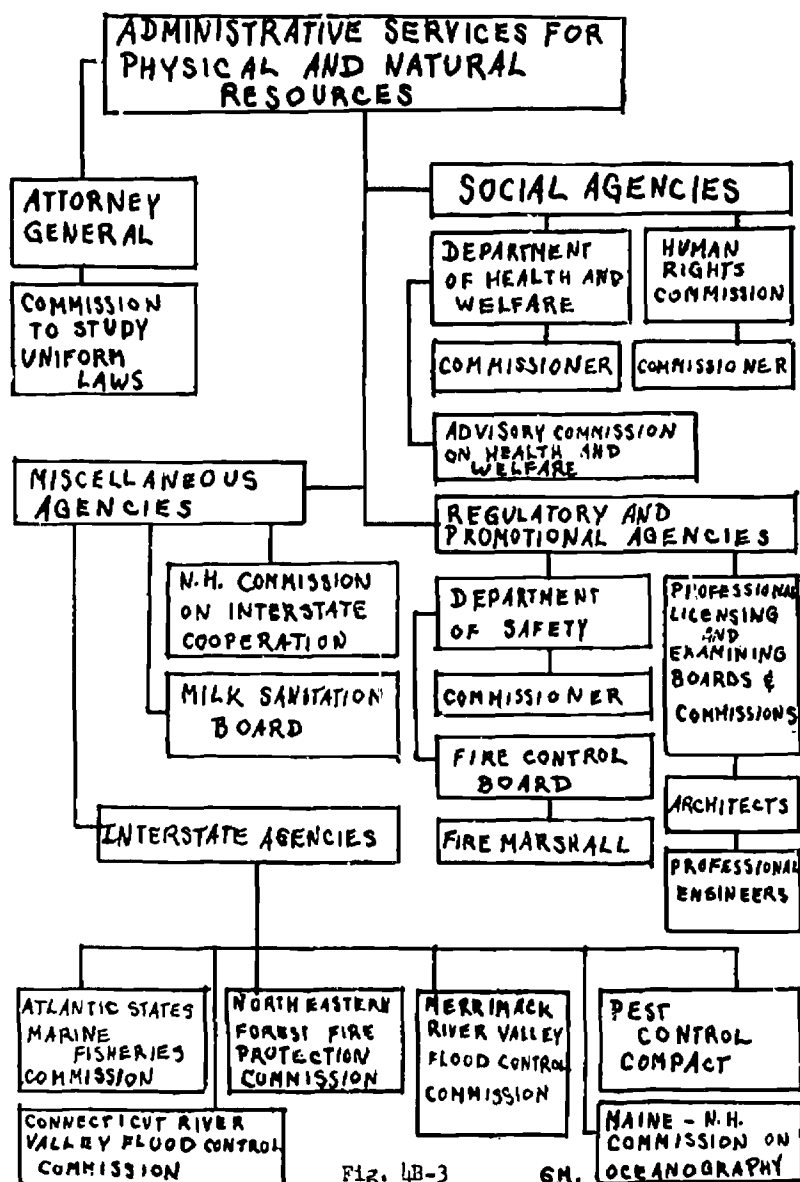 ADMINISTRATIVE SERVICES FOR
PHYSICAL AND NATURAL
RESOURCES
ATTORNEY
GENERAL
COMMISSION
TO STUDY
UNIFORM
LAWS
SOCIAL AGENCIES
DEPARTMENT
OF HEALTH AND
WELFARE
HUMAN
RIGHTS
COMMISSION
COMMISSIONER
COMMISSIONER
ADVISORY COMMISSION
ON HEALTH AND
WELFARE
MISCELLANEOUS
AGENCIES
N.H. COMMISSION
ON INTERSTATE
COOPERATION
MILK SANITATION
BOARD
REGULATORY AND
PROMOTIONAL AGENCIES
DEPARTMENT
OF SAFETY
COMMISSIONER
FIRE CONTROL
BOARD
FIRE MARSHALL
PROFESSIONAL
LICENSING
AND
EXAMINING
BOARDS &
COMMISSIONS
ARCHITECTS
PROFESSIONAL
ENGINEERS
INTERSTATE AGENCIES
ATLANTIC STATES
MARINE
FISHERIES
COMMISSION
NORTH EASTERN
FOREST FIRE
PROTECTION
COMMISSION
MERRIMACK
RIVER VALLEY
FLOOD CONTROL
COMMISSION
PEST
CONTROL
COMPACT
CONNECTICUT RIVER
VALLEY FLOOD CONTROL
COMMISSION
MAINE - N.H.
COMMISSION ON
OCEANOGRAPHY
Fig. 4B-3
GM.